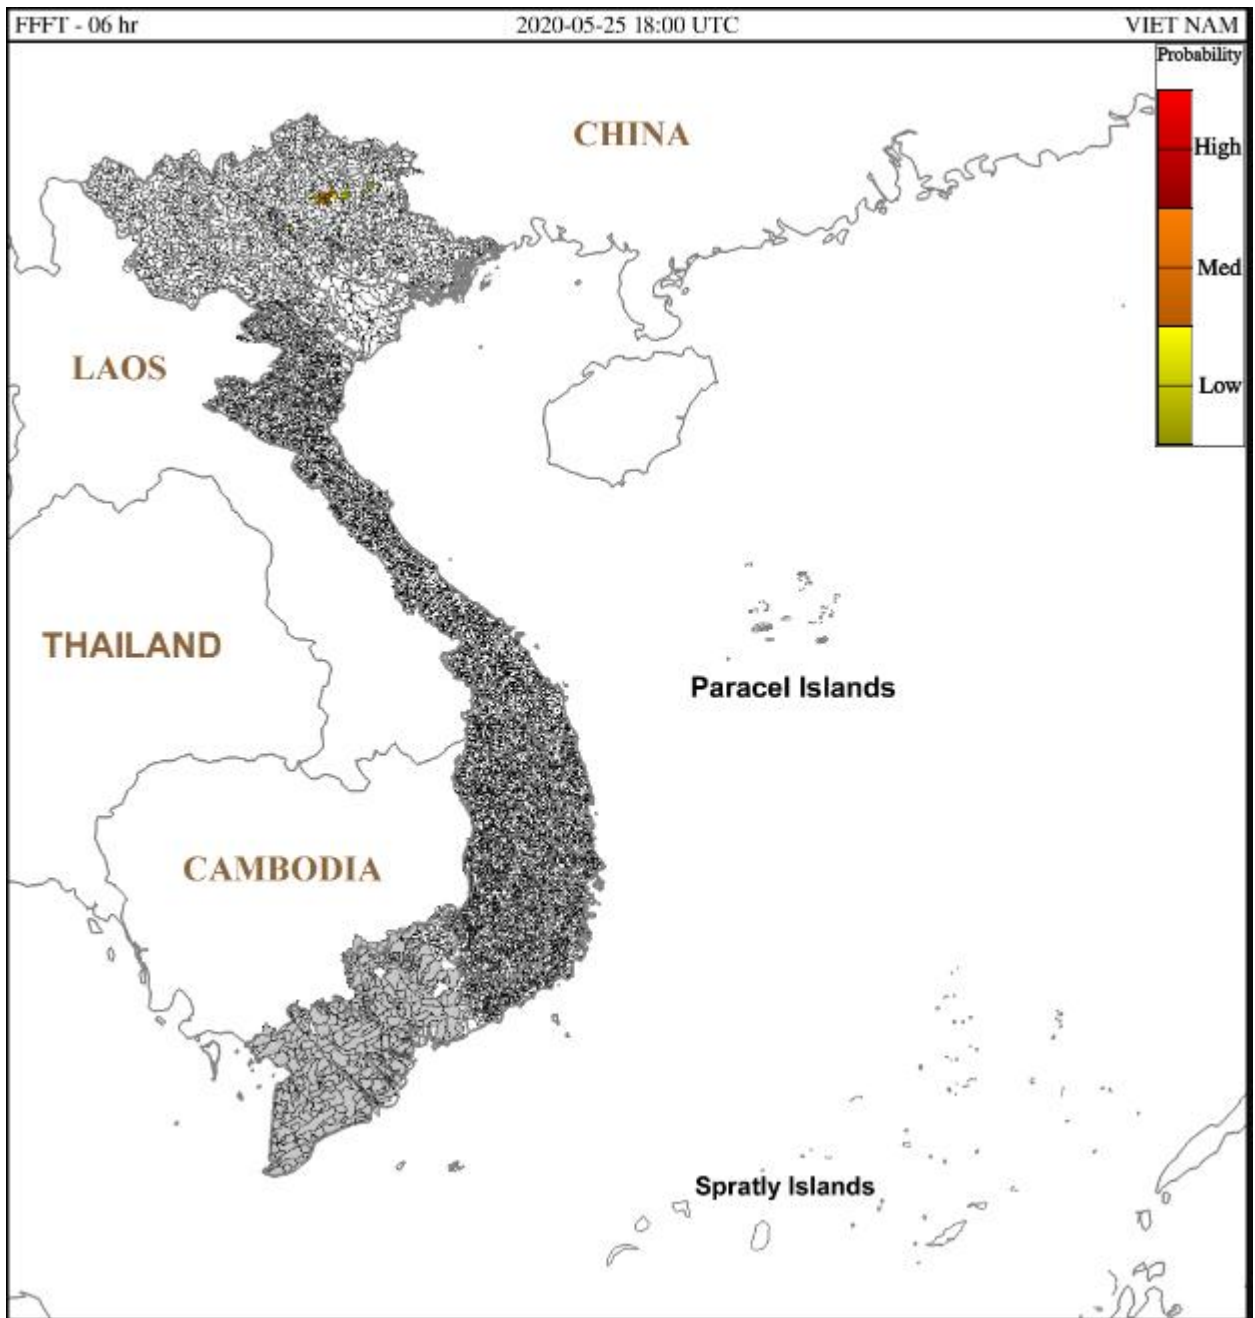 FFFT - 06 hr 2020-05-25 18:00 UTC VIET NAM
Probability
CHINA
High
Med
LAOS
Low
THAILAND
Paracel Islands
CAMBODIA
Spratly Islands